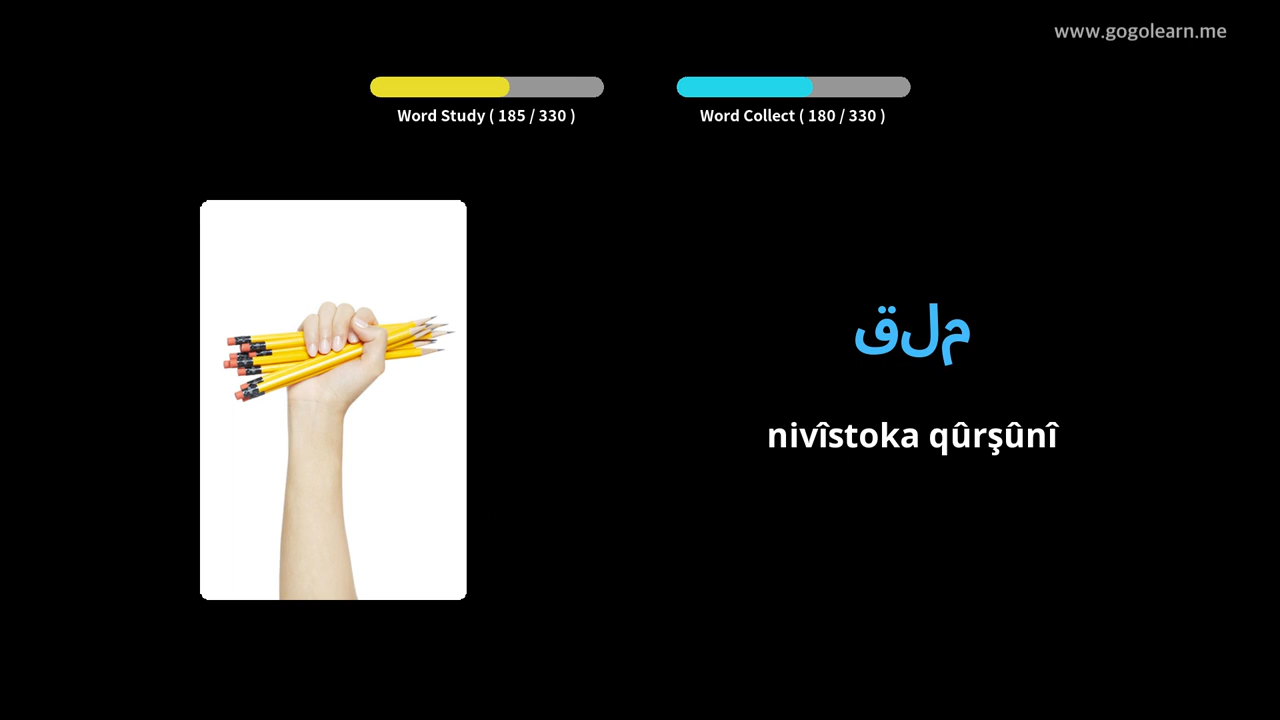 www.gogolearn.me
Word Study ( 185 / 330 )
Word Collect ( 180 / 330 )
قلم
nivîstoka qûrşûnî